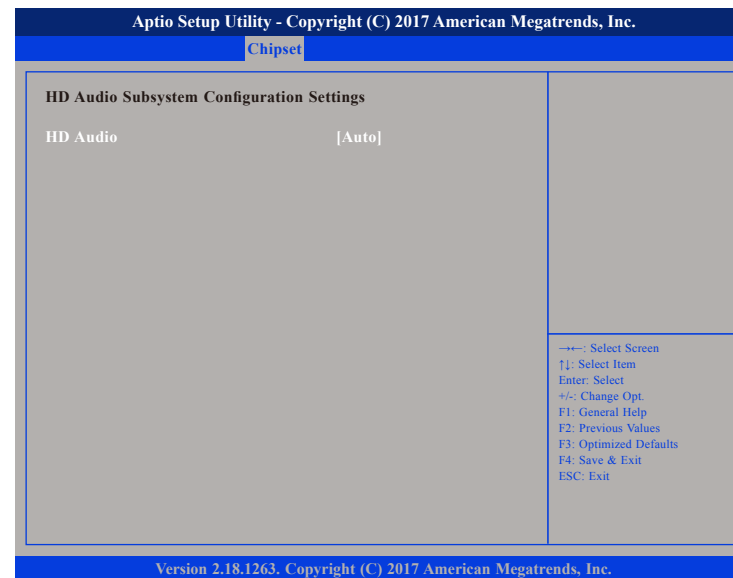 Aptio Setup Utility - Copyright (C) 2017 American Megatrends, Inc.
Chipset
HD Audio Subsystem Configuration Settings
HD Audio [Auto]
→←: Select Screen
↑↓: Select Item
Enter: Select
+/-: Change Opt.
F1: General Help
F2: Previous Values
F3: Optimized Defaults
F4: Save & Exit
ESC: Exit
Version 2.18.1263. Copyright (C) 2017 American Megatrends, Inc.